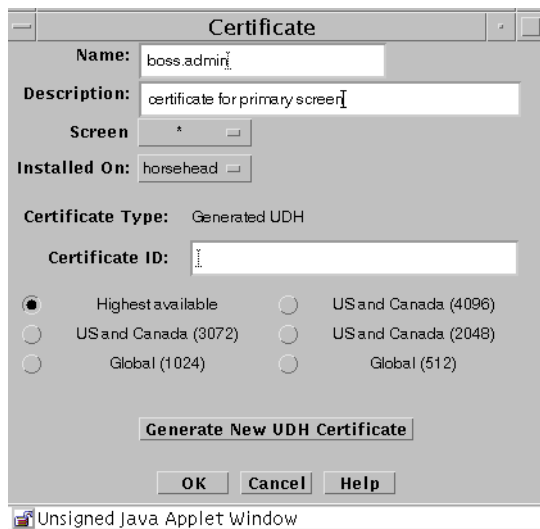 Certificate
Name: boss.admin
Description: certificate for primary screen
Screen *
Installed On: horsehead
Certificate Type: Generated UDH
Certificate ID:
Highest available US and Canada (4096)
US and Canada (3072) US and Canada (2048)
Global (1024) Global (512)
Generate New UDH Certificate
OK Cancel Help
Unsigned Java Applet Window